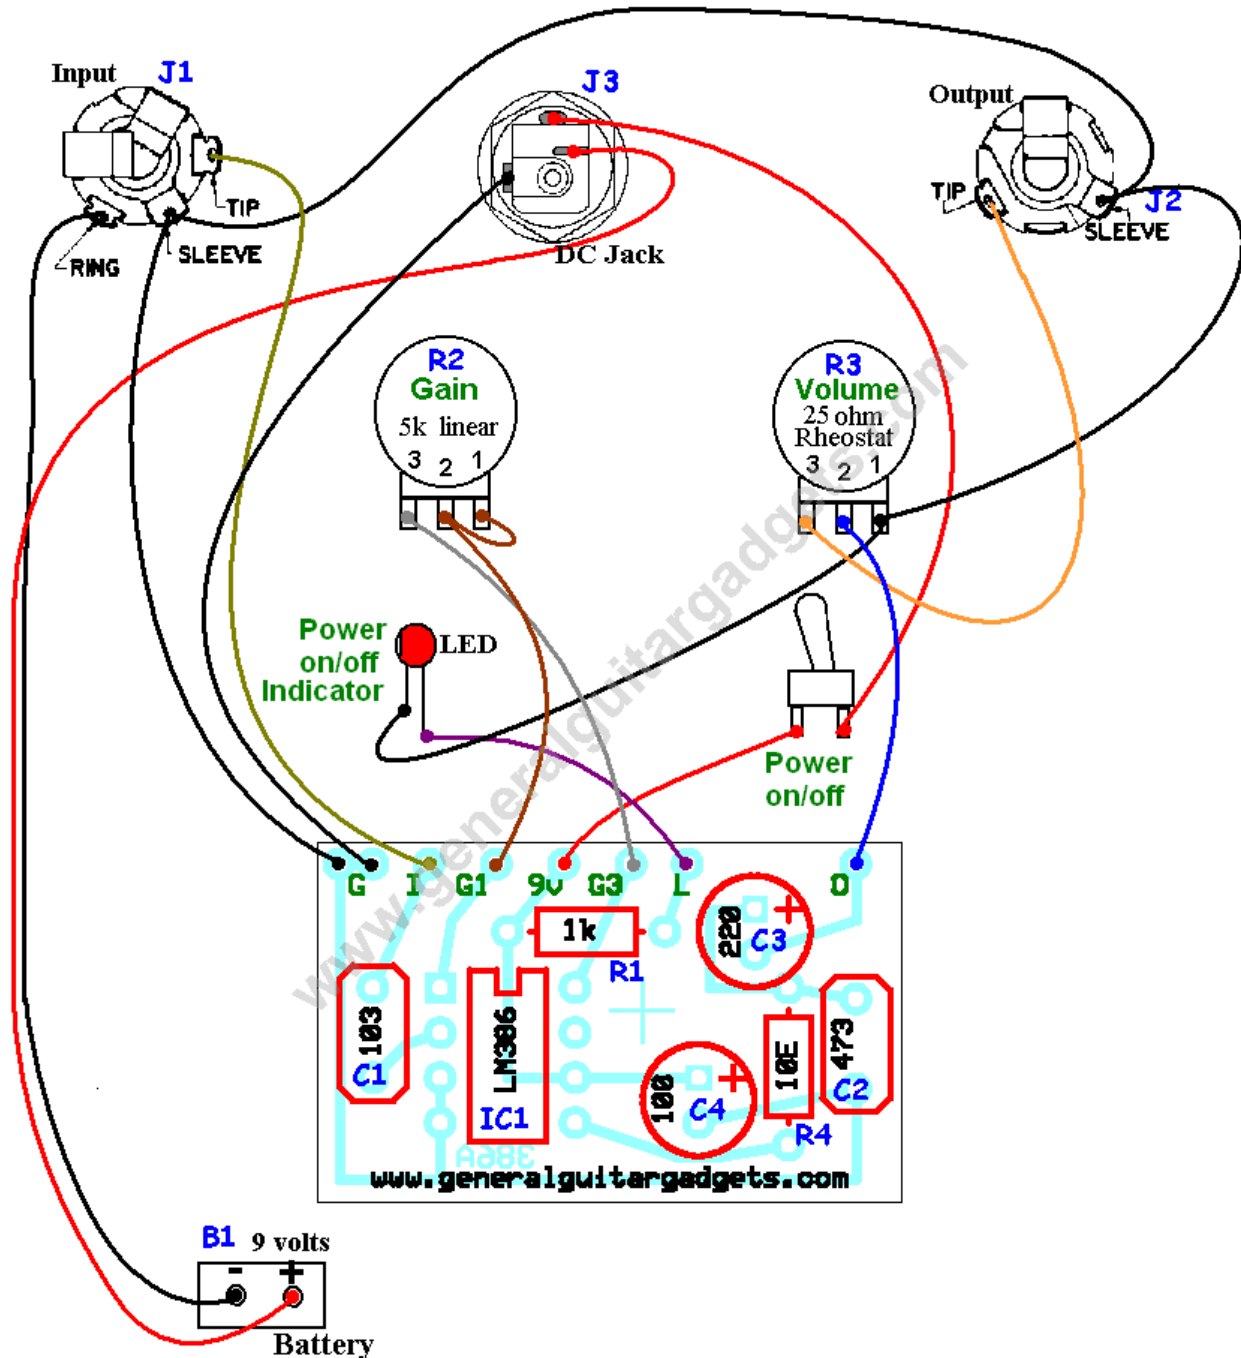 Input
J1
TIP
RING
SLEEVE
J3
DC Jack
Output
TIP
J2
SLEEVE
R2
Gain
5k linear
3 2 1
R3
Volume
25 ohm
Rheostat
3 2 1
Power
on/off
Indicator
LED
Power
on/off
G I G1 9V G3 L O
1k
R1
220
C3
103
C1
LM386
IC1
100
C4
10E
R4
473
C2
386A
www.generalguitargadgets.com
www.generalguitargadgets.com
B1 9 volts
- +
Battery